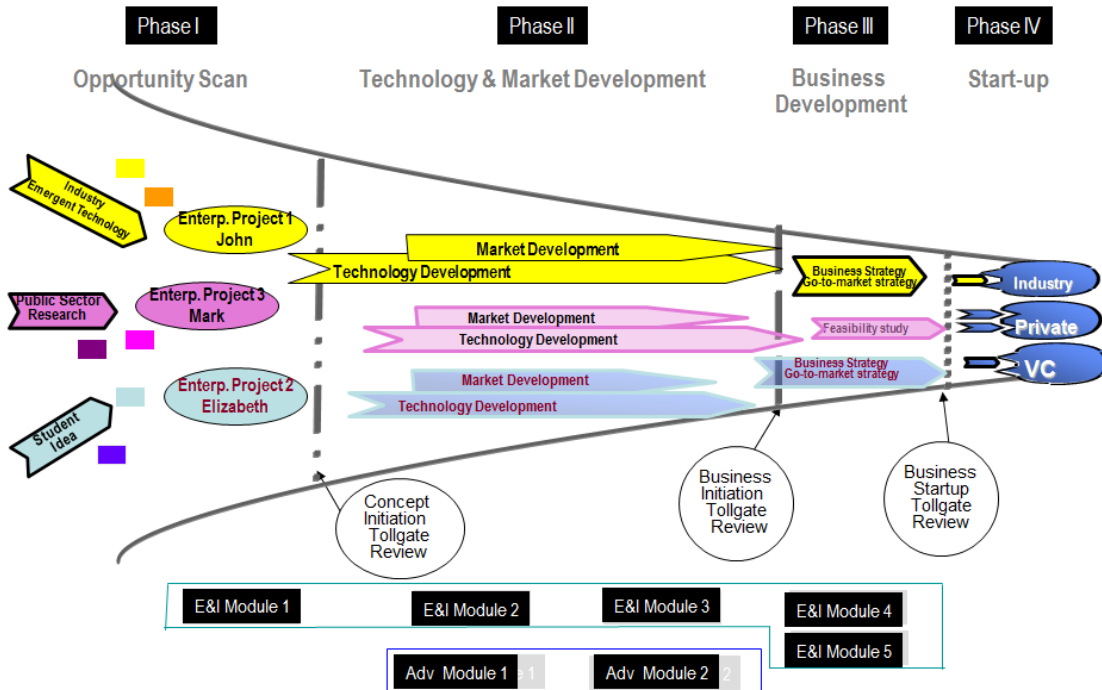 Phase I
Phase II
Phase III
Phase IV
Opportunity Scan
Technology & Market Development
Business
Development
Start-up
Industry
Emergent Technology
Enterp. Project 1
John
Market Development
Technology Development
Business Strategy
Go-to-market strategy
Industry
Public Sector
Research
Enterp. Project 3
Mark
Market Development
Technology Development
Feasibility study
Private
Enterp. Project 2
Elizabeth
Market Development
Technology Development
Business Strategy
Go-to-market strategy
VC
Student
Idea
Concept
Initiation
Tollgate
Review
Business
Initiation
Tollgate
Review
Business
Startup
Tollgate
Review
E&I Module 1
E&I Module 2
E&I Module 3
E&I Module 4
E&I Module 5
Adv Module 1
Adv Module 2